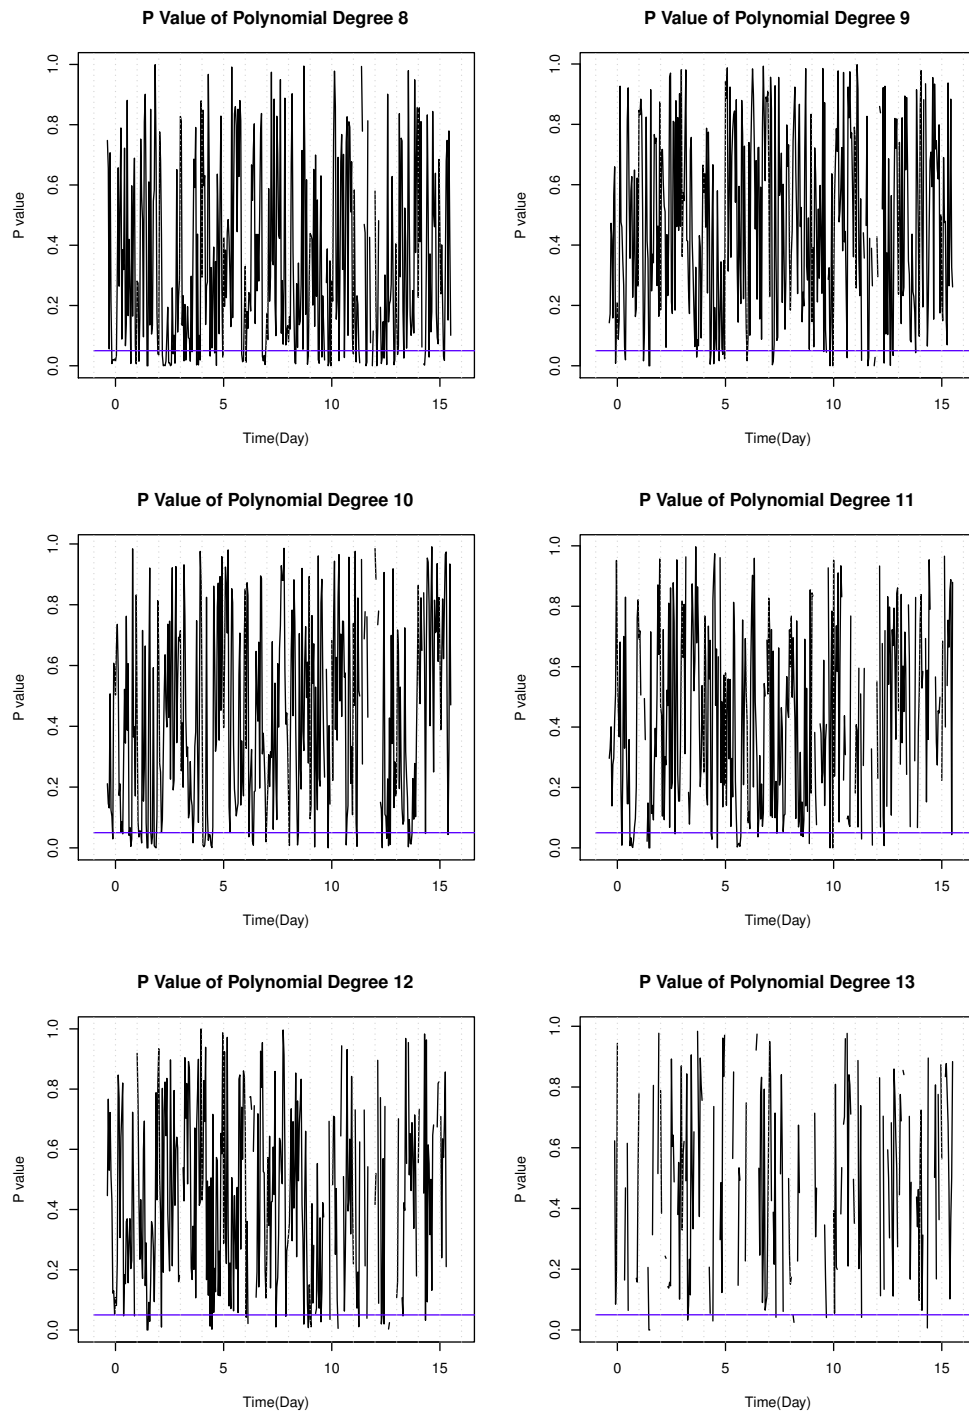 P Value of Polynomial Degree 8
P value
0.0 0.2 0.4 0.6 0.8 1.0
0 5 10 15
Time(Day)
P Value of Polynomial Degree 9
P value
0.0 0.2 0.4 0.6 0.8 1.0
0 5 10 15
Time(Day)
P Value of Polynomial Degree 10
P value
0.0 0.2 0.4 0.6 0.8 1.0
0 5 10 15
Time(Day)
P Value of Polynomial Degree 11
P value
0.0 0.2 0.4 0.6 0.8 1.0
0 5 10 15
Time(Day)
P Value of Polynomial Degree 12
P value
0.0 0.2 0.4 0.6 0.8 1.0
0 5 10 15
Time(Day)
P Value of Polynomial Degree 13
P value
0.0 0.2 0.4 0.6 0.8 1.0
0 5 10 15
Time(Day)